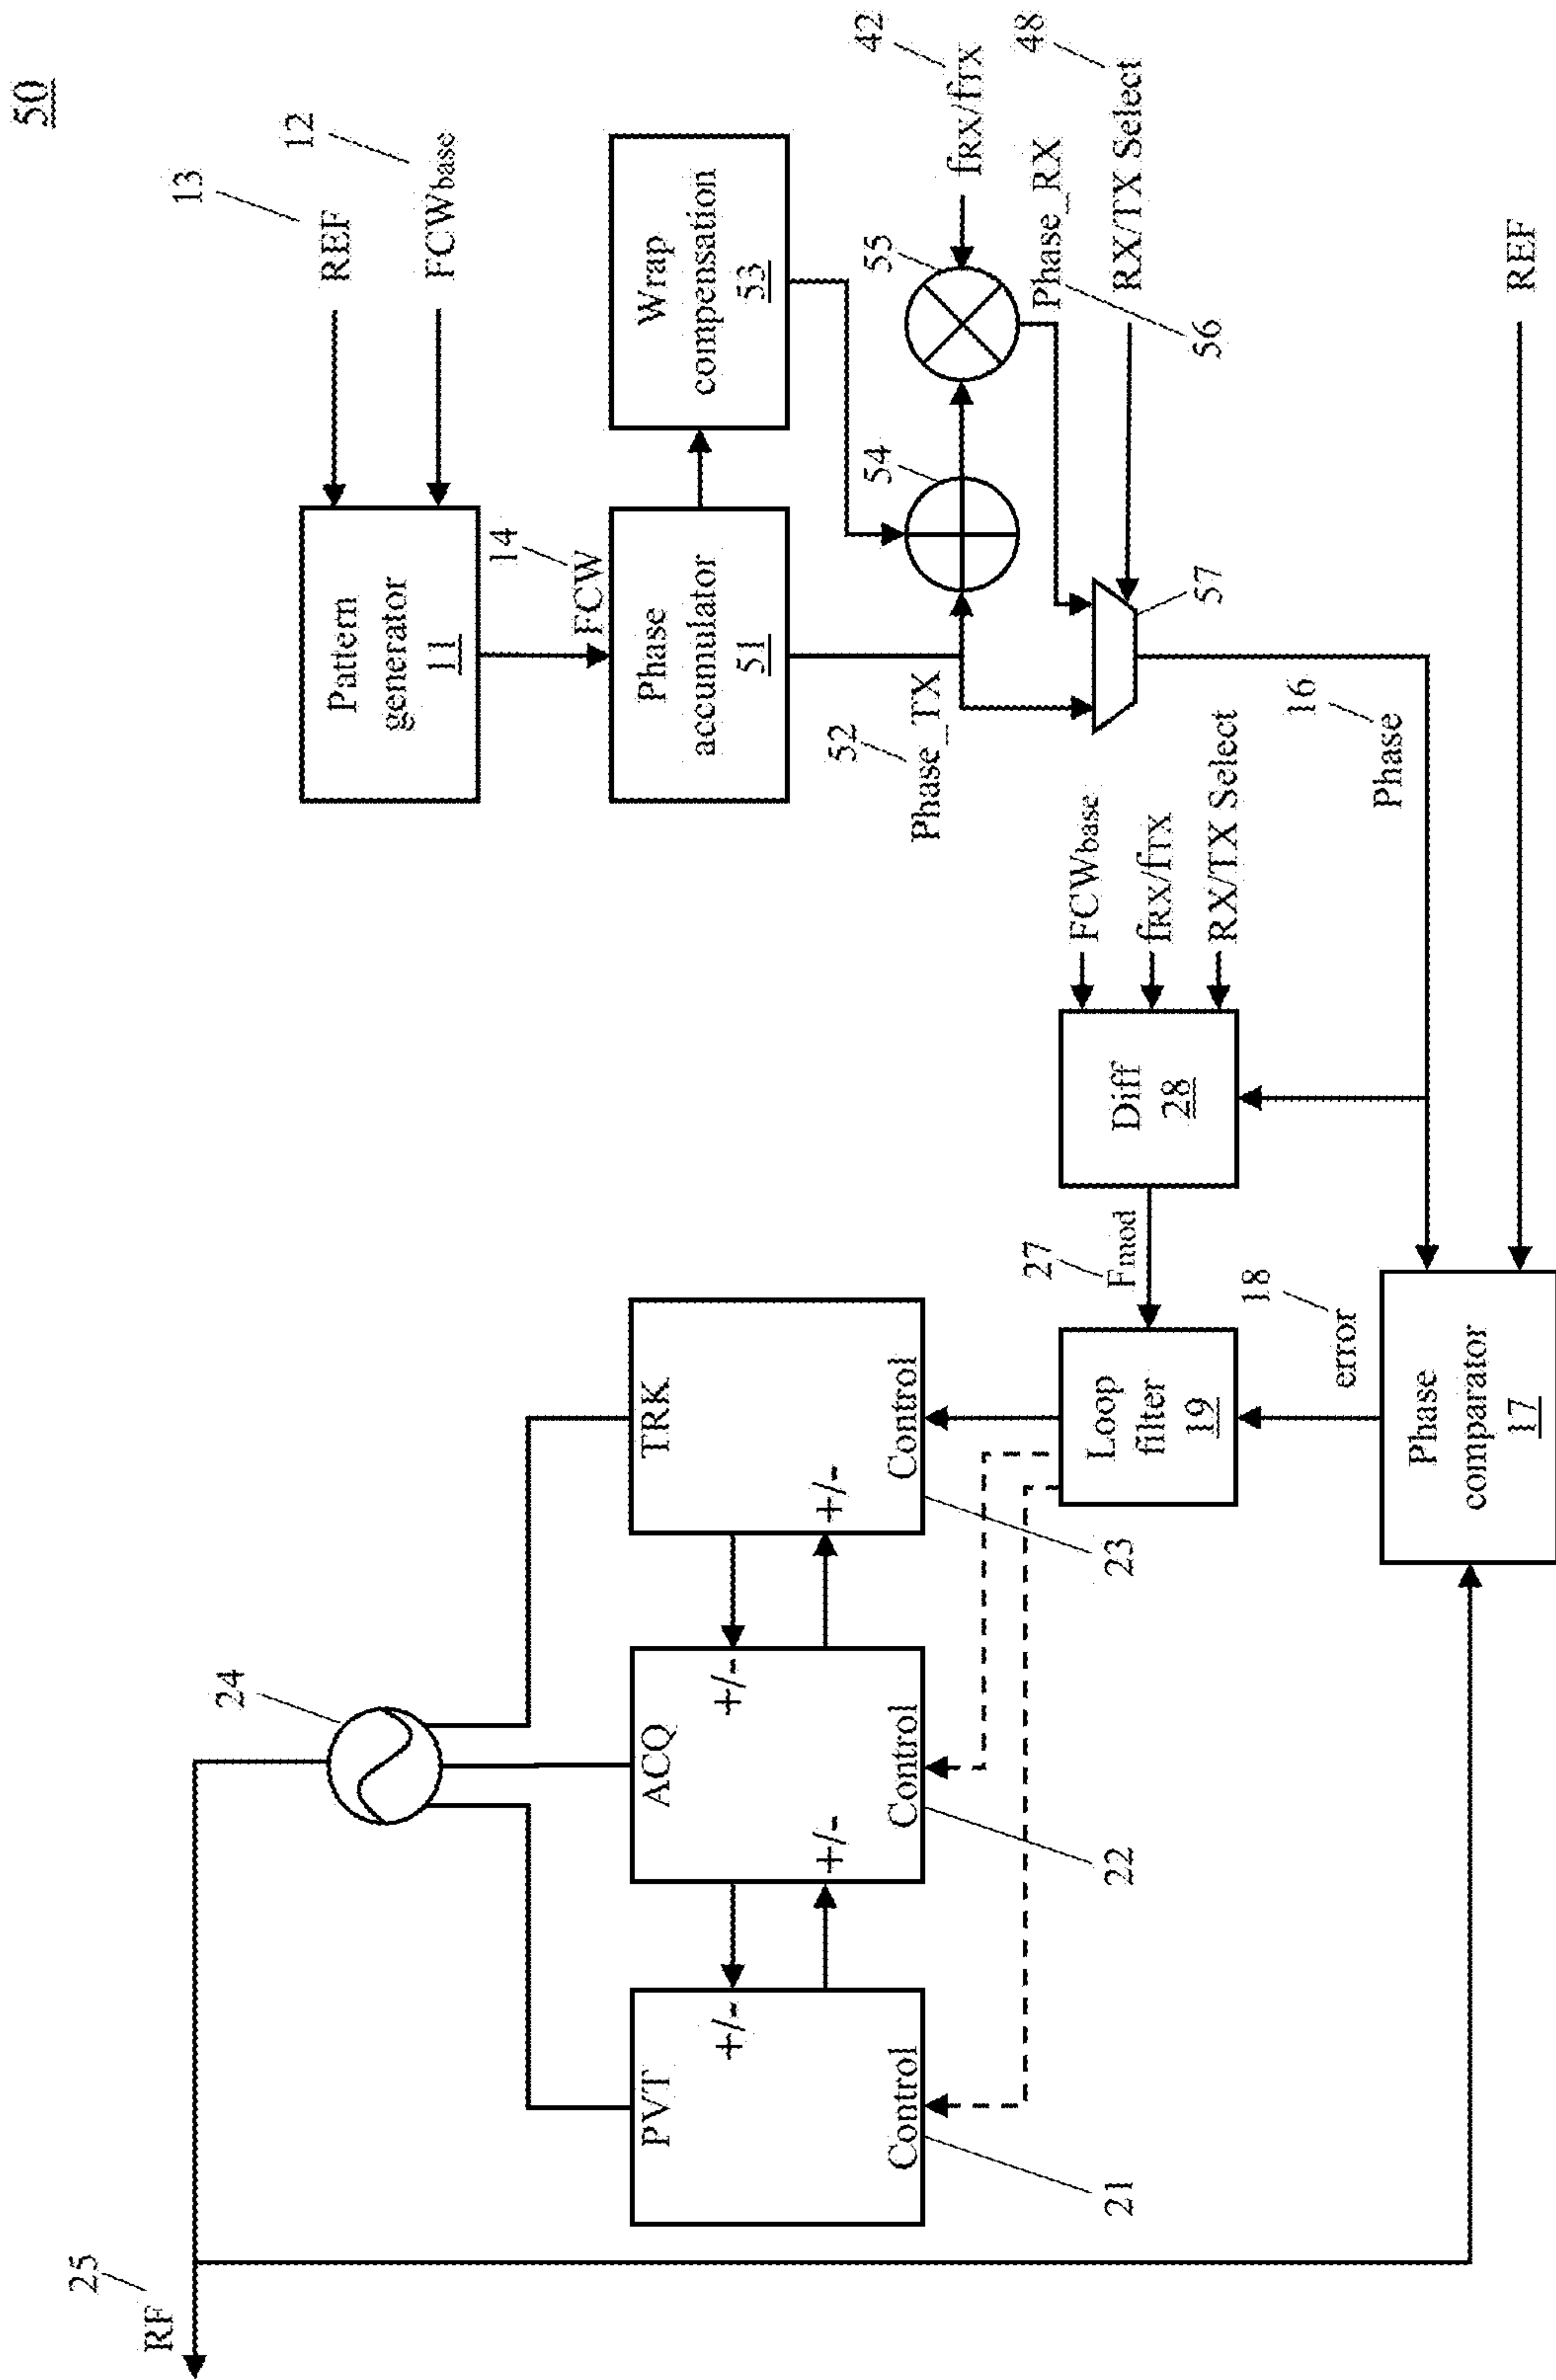 50
13
REF
12
FCWbase
Pattern
generator
11
14
FCW
Phase
accumulator
51
Wrap
compensation
53
52
Phase_TX
54
55
42
fRX/fTX
Phase_RX
56
48
RX/TX Select
57
16
Phase
REF
FCWbase
fRX/fTX
RX/TX Select
Diff
28
27
Fmod
Loop
filter
19
18
error
Phase
comparator
17
TRK
+/-
Control
23
ACQ
+/-
+/-
Control
22
PVT
+/-
Control
21
24
25
RF